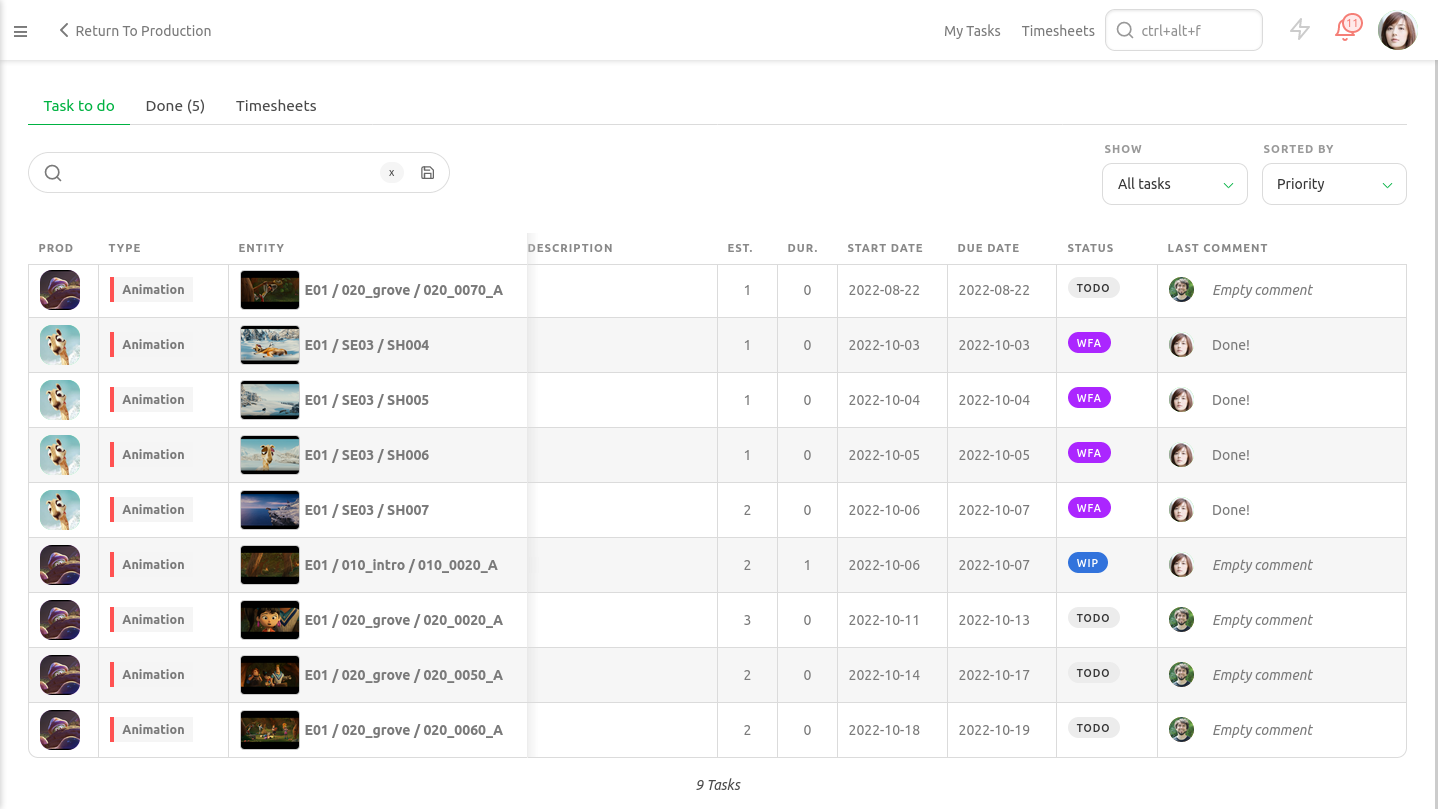 Return To Production My Tasks Timesheets ctrl+alt+f 11
Task to do Done (5) Timesheets
SHOW SORTED BY
x All tasks Priority
PROD TYPE ENTITY DESCRIPTION EST. DUR. START DATE DUE DATE STATUS LAST COMMENT
Animation E01 / 020_grove / 020_0070_A 1 0 2022-08-22 2022-08-22 TODO Empty comment
Animation E01 / SE03 / SH004 1 0 2022-10-03 2022-10-03 WFA Done!
Animation E01 / SE03 / SH005 1 0 2022-10-04 2022-10-04 WFA Done!
Animation E01 / SE03 / SH006 1 0 2022-10-05 2022-10-05 WFA Done!
Animation E01 / SE03 / SH007 2 0 2022-10-06 2022-10-07 WFA Done!
Animation E01 / 010_intro / 010_0020_A 2 1 2022-10-06 2022-10-07 WIP Empty comment
Animation E01 / 020_grove / 020_0020_A 3 0 2022-10-11 2022-10-13 TODO Empty comment
Animation E01 / 020_grove / 020_0050_A 2 0 2022-10-14 2022-10-17 TODO Empty comment
Animation E01 / 020_grove / 020_0060_A 2 0 2022-10-18 2022-10-19 TODO Empty comment
9 Tasks